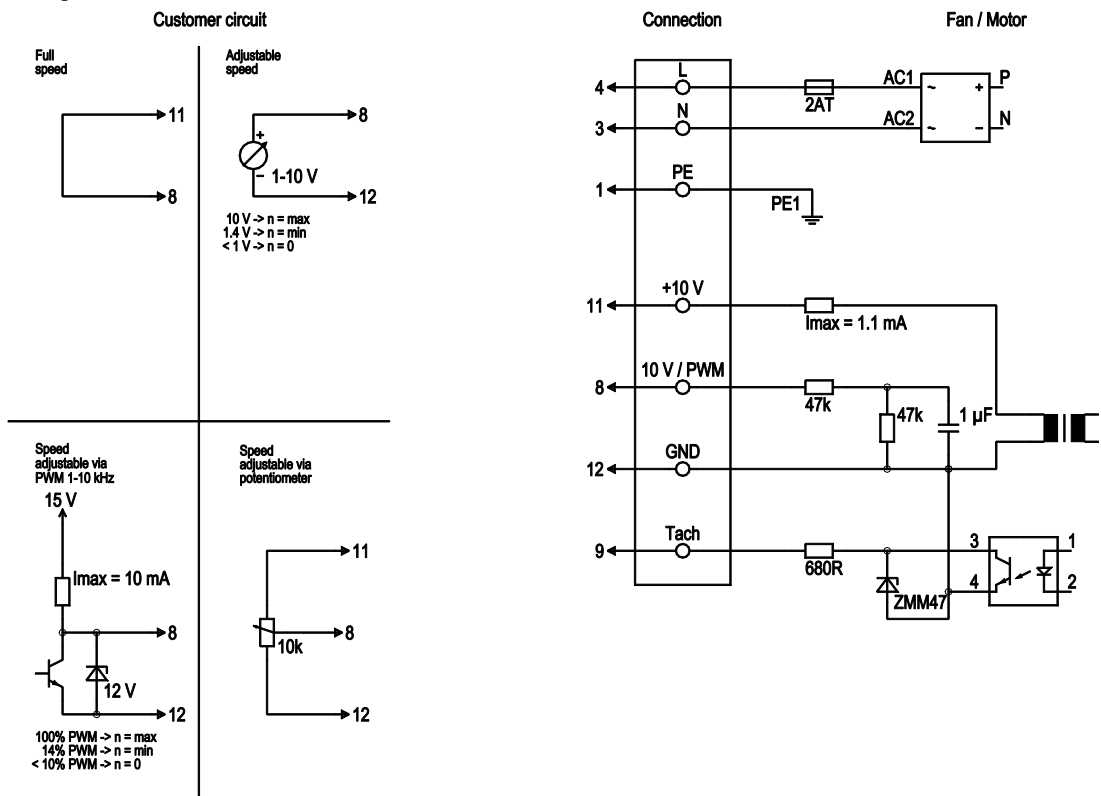 Customer circuit
Connection
Fan / Motor
Full
speed
11
8
Adjustable
speed
8
+
−
1-10 V
12
10 V -> n = max
1.4 V -> n = min
< 1 V -> n = 0
Speed
adjustable via
PWM 1-10 kHz
15 V
Imax = 10 mA
8
12 V
12
100% PWM -> n = max
14% PWM -> n = min
< 10% PWM -> n = 0
Speed
adjustable via
potentiometer
11
8
10k
12
4
L
2AT
AC1
~
+
P
3
N
AC2
~
−
N
1
PE
PE1
11
+10 V
Imax = 1.1 mA
8
10 V / PWM
47k
47k
1 µF
12
GND
9
Tach
680R
ZMM47
3
4
1
2